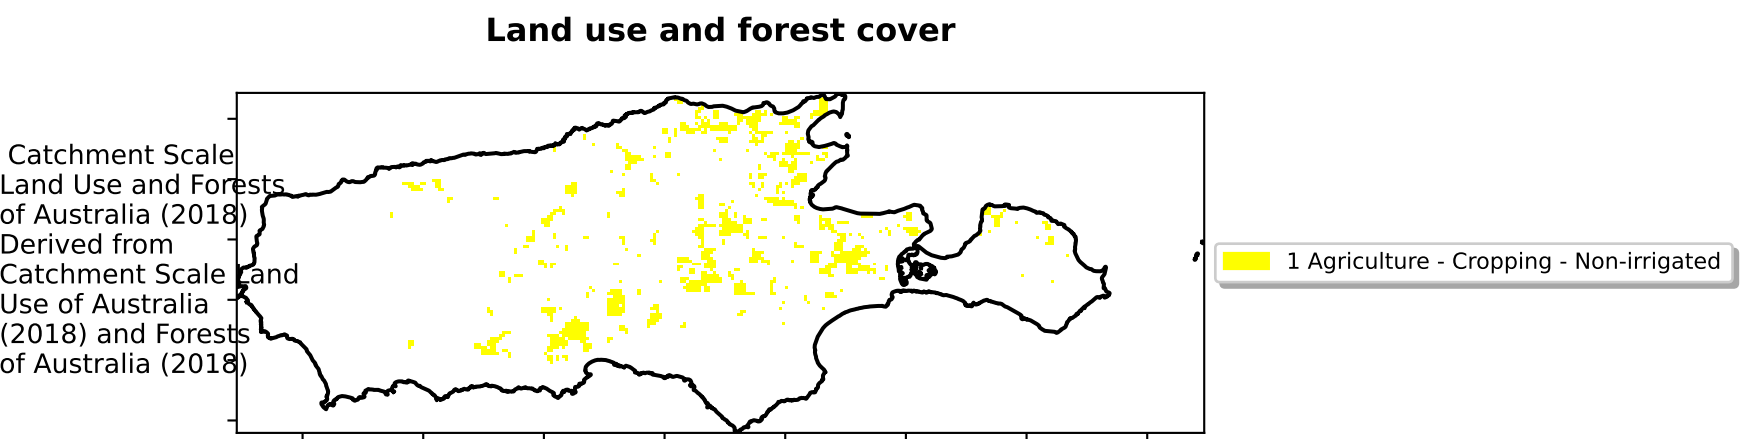 Land use and forest cover
Catchment Scale
Land Use and Forests
of Australia (2018)
Derived from
Catchment Scale Land
Use of Australia
(2018) and Forests
of Australia (2018)
1 Agriculture - Cropping - Non-irrigated